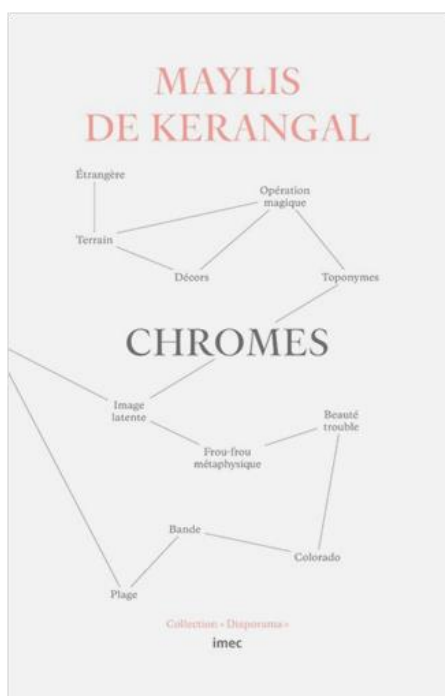 MAYLIS
DE KERANGAL
Étrangère
Opération
magique
Terrain
Décors
Toponymes
CHROMES
Image
latente
Beauté
trouble
Frou-frou
métaphysique
Bande
Colorado
Plage
Collection « Diaporama »
imec